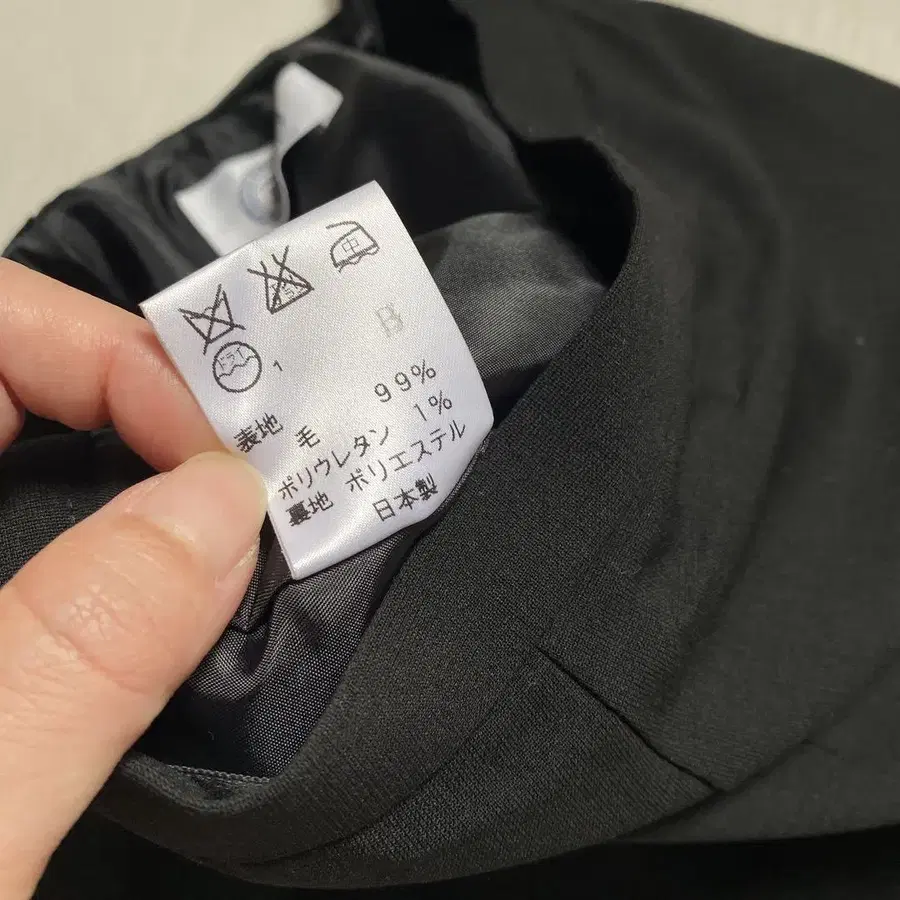 中
ドライ
1
B
表地 毛 99%
ポリウレタン 1%
裏地 ポリエステル
日本製